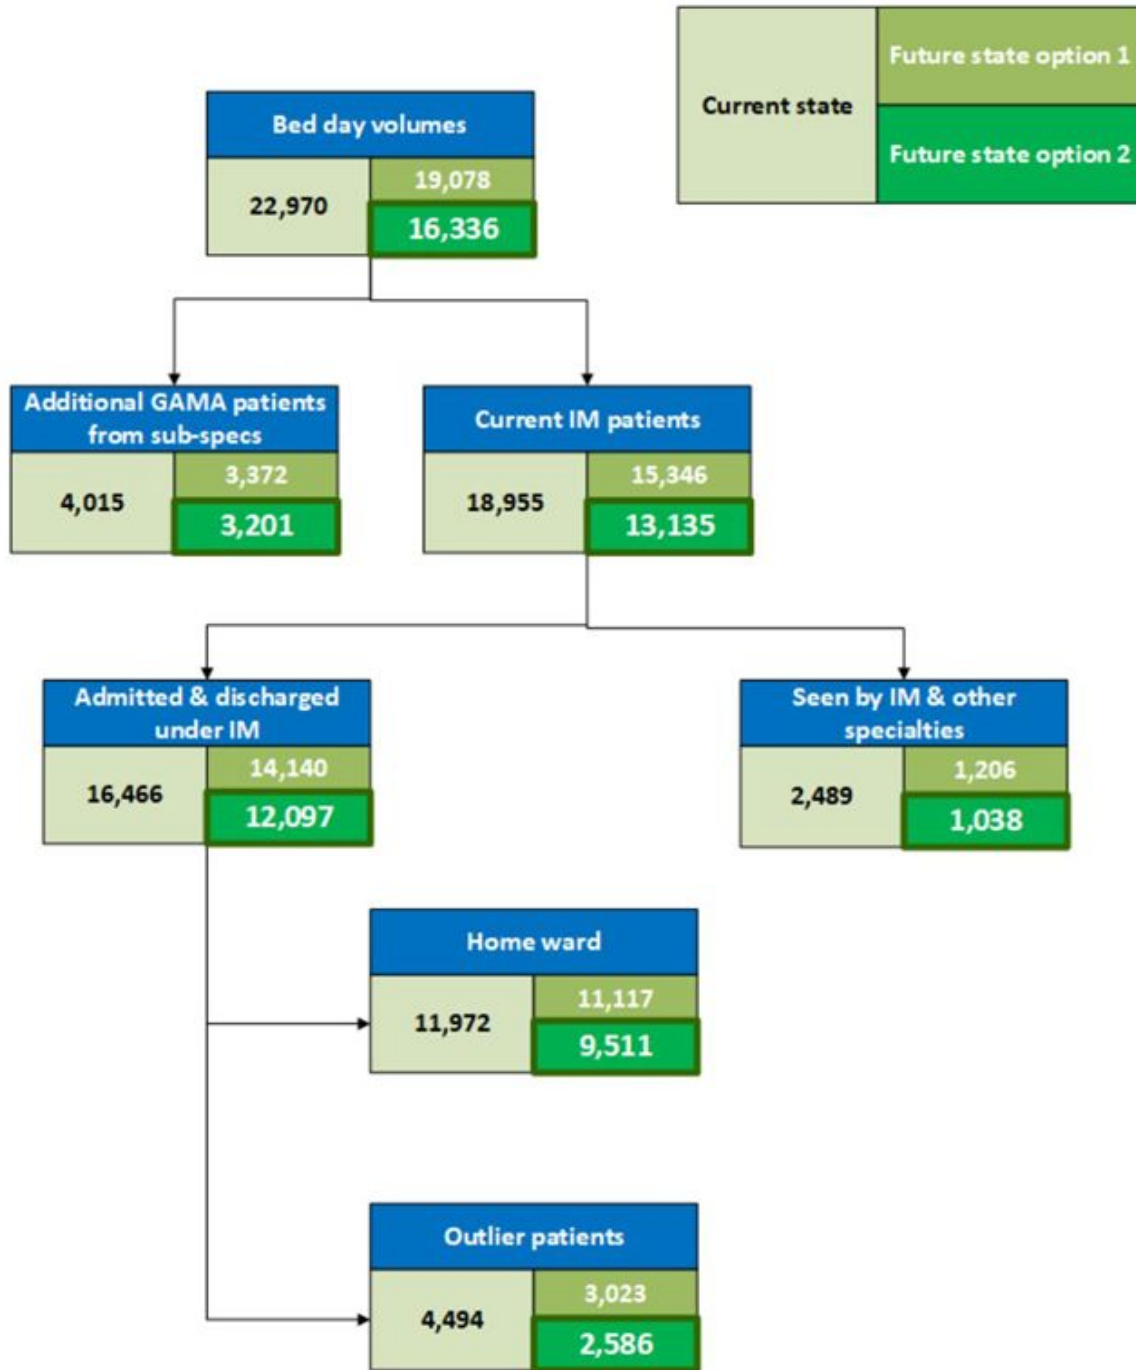 Current state
Future state option 1
Future state option 2
Bed day volumes
22,970
19,078
16,336
Additional GAMA patients
from sub-specs
4,015
3,372
3,201
Current IM patients
18,955
15,346
13,135
Admitted & discharged
under IM
16,466
14,140
12,097
Seen by IM & other
specialties
2,489
1,206
1,038
Home ward
11,972
11,117
9,511
Outlier patients
4,494
3,023
2,586